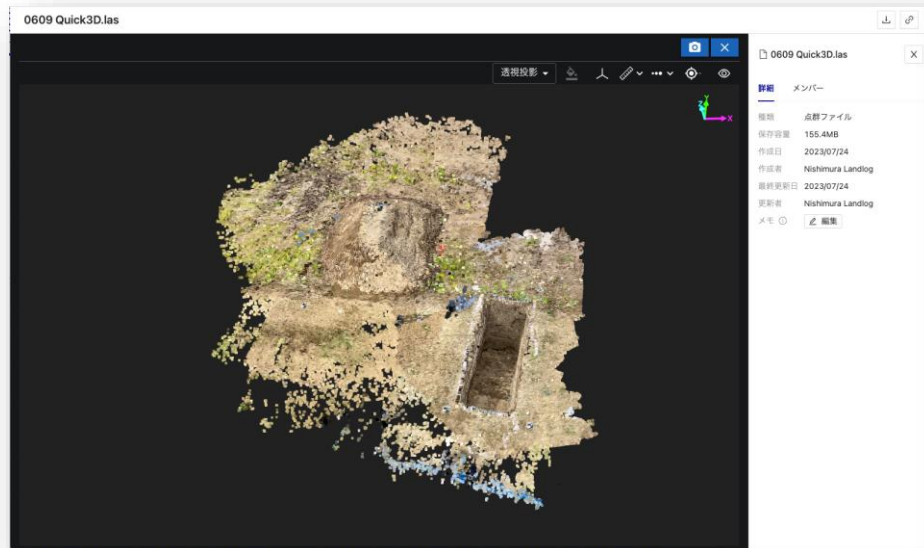 0609 Quick3D.las
透視投影
Y
Z
X
0609 Quick3D.las
詳細 メンバー
種類 点群ファイル
保存容量 155.4MB
作成日 2023/07/24
作成者 Nishimura Landlog
最終更新日 2023/07/24
更新者 Nishimura Landlog
メモ 編集